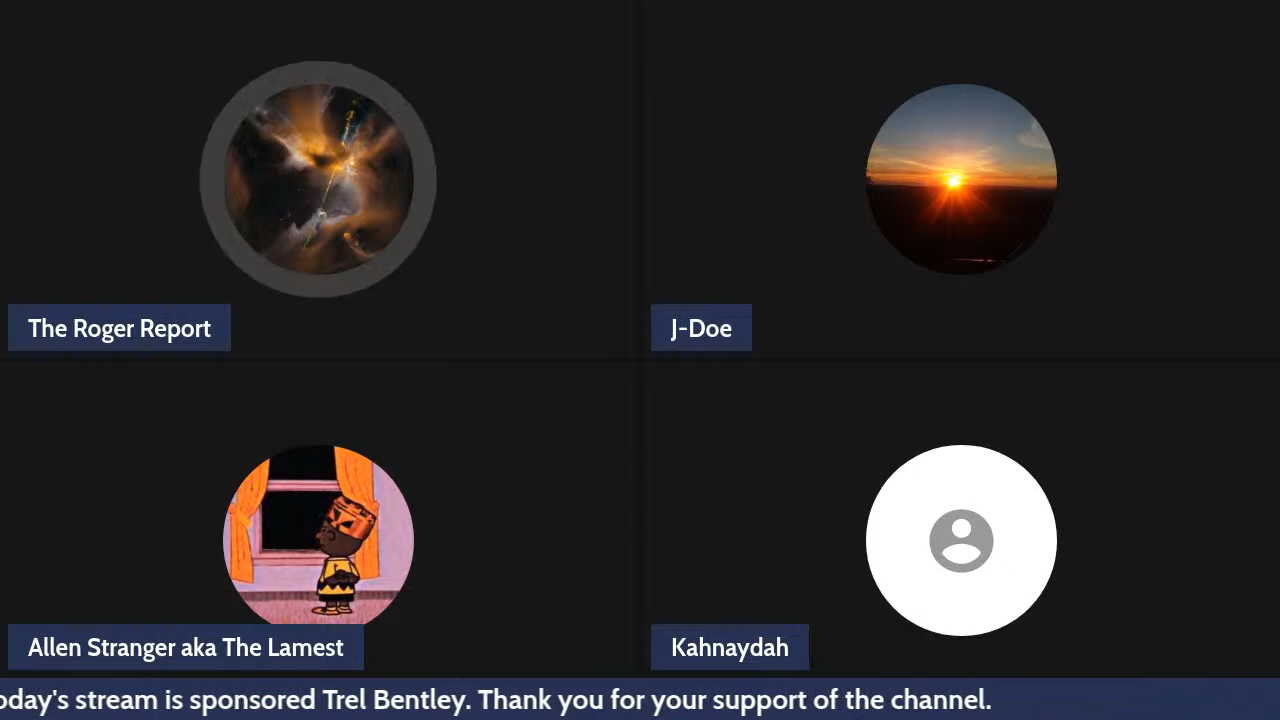 The Roger Report
J-Doe
Allen Stranger aka The Lamest
Kahnaydah
oday's stream is sponsored Trel Bentley. Thank you for your support of the channel.